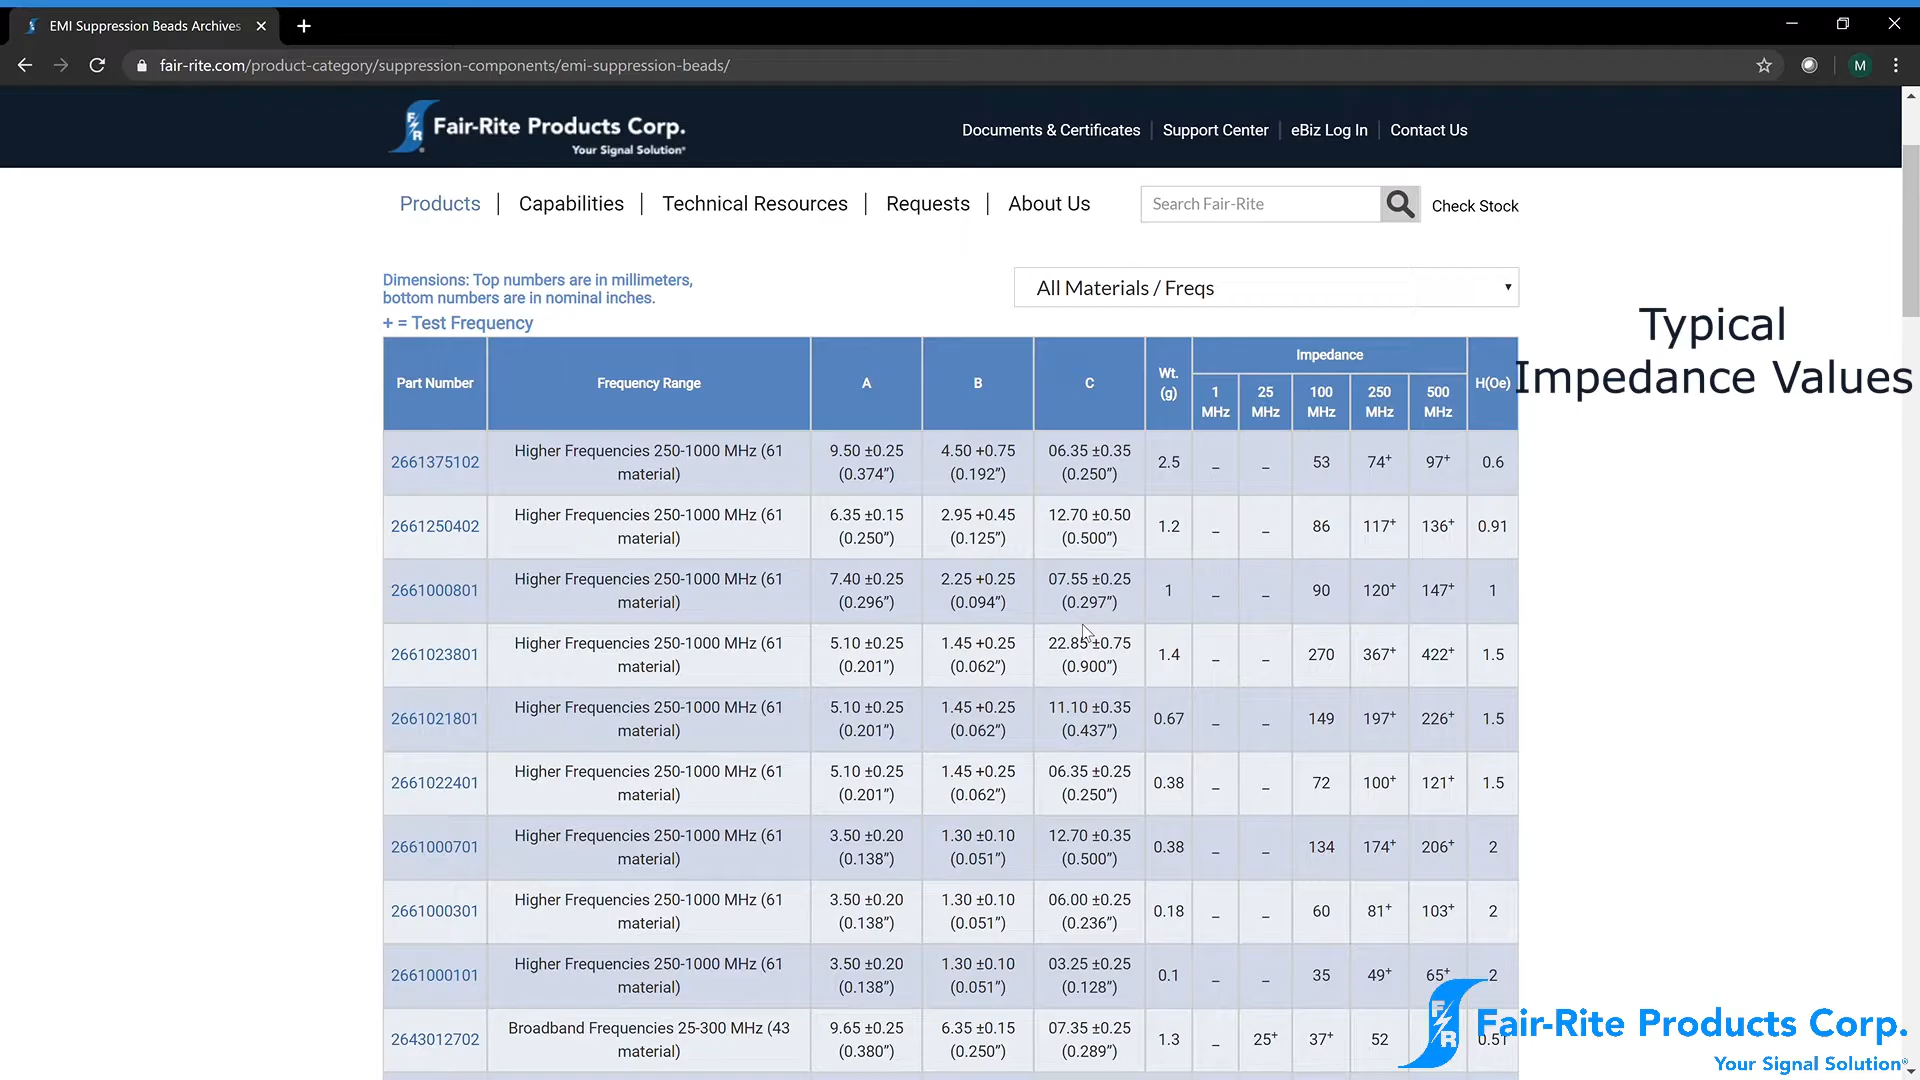 EMI Suppression Beads Archives
fair-rite.com/product-category/suppression-components/emi-suppression-beads/
M
Fair-Rite Products Corp.
Your Signal Solution®
Documents & Certificates | Support Center | eBiz Log In | Contact Us
Products | Capabilities | Technical Resources | Requests | About Us
Search Fair-Rite
Check Stock
Dimensions: Top numbers are in millimeters,
bottom numbers are in nominal inches.
+ = Test Frequency
All Materials / Freqs
Typical
Impedance Values
Part Number Frequency Range A B C Wt. (g) Impedance H(Oe)
1 MHz 25 MHz 100 MHz 250 MHz 500 MHz
2661375102 Higher Frequencies 250-1000 MHz (61 material) 9.50 ±0.25 (0.374”) 4.50 +0.75 (0.192”) 06.35 ±0.35 (0.250”) 2.5 _ _ 53 74+ 97+ 0.6
2661250402 Higher Frequencies 250-1000 MHz (61 material) 6.35 ±0.15 (0.250”) 2.95 +0.45 (0.125”) 12.70 ±0.50 (0.500”) 1.2 _ _ 86 117+ 136+ 0.91
2661000801 Higher Frequencies 250-1000 MHz (61 material) 7.40 ±0.25 (0.296”) 2.25 +0.25 (0.094”) 07.55 ±0.25 (0.297”) 1 _ _ 90 120+ 147+ 1
2661023801 Higher Frequencies 250-1000 MHz (61 material) 5.10 ±0.25 (0.201”) 1.45 +0.25 (0.062”) 22.85 ±0.75 (0.900”) 1.4 _ _ 270 367+ 422+ 1.5
2661021801 Higher Frequencies 250-1000 MHz (61 material) 5.10 ±0.25 (0.201”) 1.45 +0.25 (0.062”) 11.10 ±0.35 (0.437”) 0.67 _ _ 149 197+ 226+ 1.5
2661022401 Higher Frequencies 250-1000 MHz (61 material) 5.10 ±0.25 (0.201”) 1.45 +0.25 (0.062”) 06.35 ±0.25 (0.250”) 0.38 _ _ 72 100+ 121+ 1.5
2661000701 Higher Frequencies 250-1000 MHz (61 material) 3.50 ±0.20 (0.138”) 1.30 ±0.10 (0.051”) 12.70 ±0.35 (0.500”) 0.38 _ _ 134 174+ 206+ 2
2661000301 Higher Frequencies 250-1000 MHz (61 material) 3.50 ±0.20 (0.138”) 1.30 ±0.10 (0.051”) 06.00 ±0.25 (0.236”) 0.18 _ _ 60 81+ 103+ 2
2661000101 Higher Frequencies 250-1000 MHz (61 material) 3.50 ±0.20 (0.138”) 1.30 ±0.10 (0.051”) 03.25 ±0.25 (0.128”) 0.1 _ _ 35 49+ 65+ 2
2643012702 Broadband Frequencies 25-300 MHz (43 material) 9.65 ±0.25 (0.380”) 6.35 ±0.15 (0.250”) 07.35 ±0.25 (0.289”) 1.3 _ 25+ 37+ 52 0.51
Fair-Rite Products Corp.
Your Signal Solution®